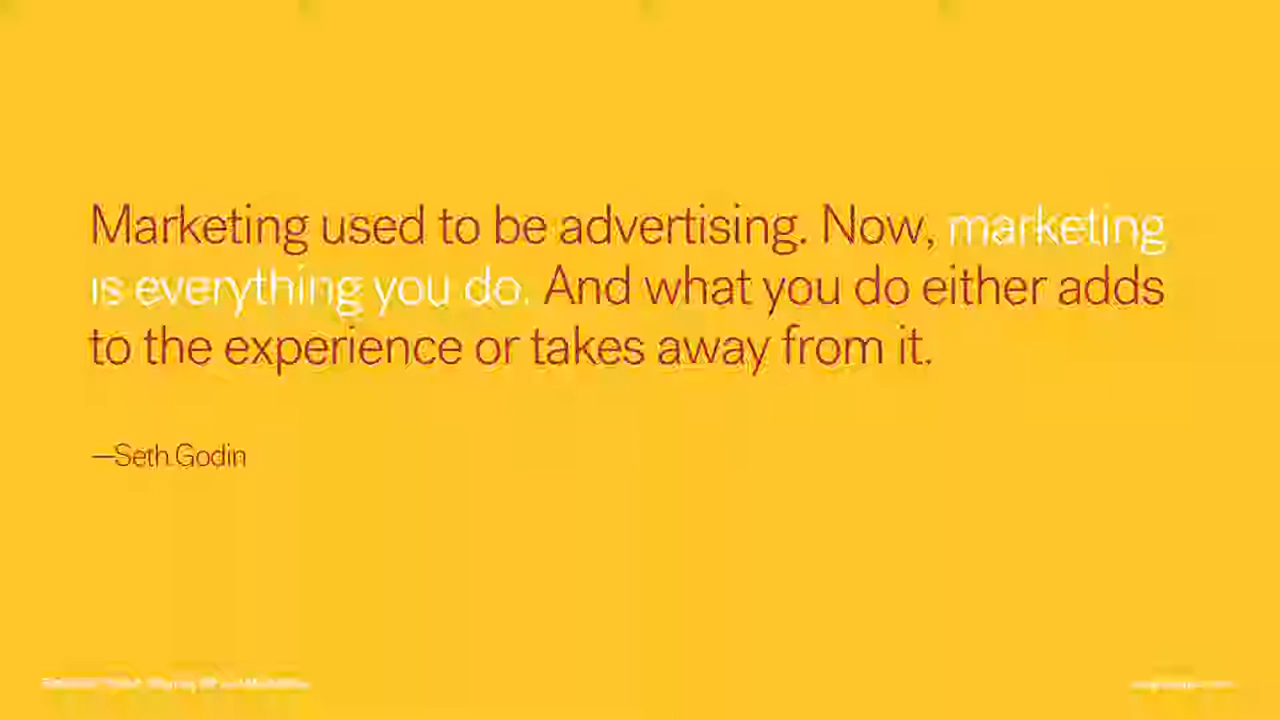 Marketing used to be advertising. Now, marketing
is everything you do. And what you do either adds
to the experience or takes away from it.
—Seth Godin